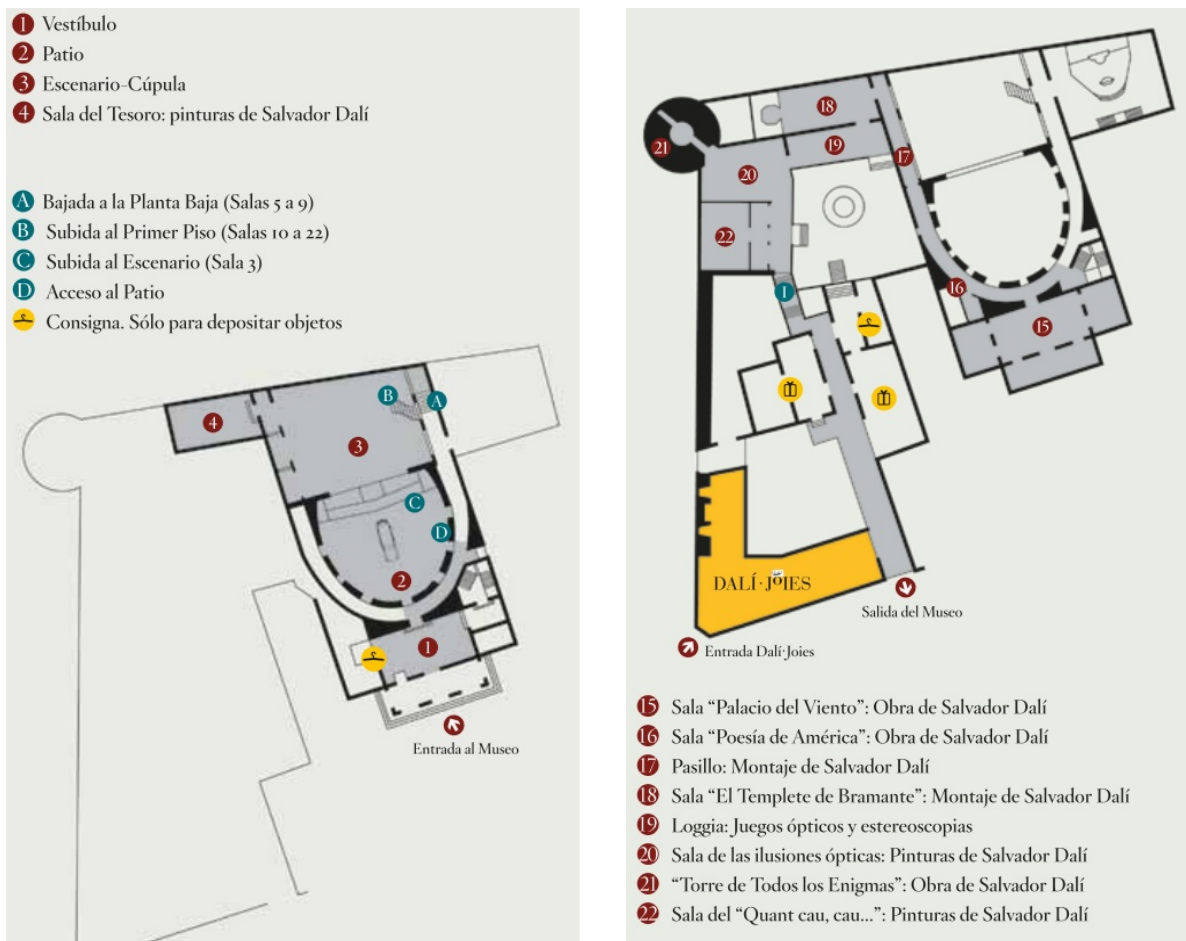 1 Vestíbulo
2 Patio
3 Escenario-Cúpula
4 Sala del Tesoro: pinturas de Salvador Dalí
A Bajada a la Planta Baja (Salas 5 a 9)
B Subida al Primer Piso (Salas 10 a 22)
C Subida al Escenario (Sala 3)
D Acceso al Patio
Consigna. Sólo para depositar objetos
B
A
4
3
C
D
2
1
Entrada al Museo
18
21
19
17
20
22
16
I
15
DALÍ·JOIES
Salida del Museo
Entrada Dalí·Joies
15 Sala “Palacio del Viento”: Obra de Salvador Dalí
16 Sala “Poesía de América”: Obra de Salvador Dalí
17 Pasillo: Montaje de Salvador Dalí
18 Sala “El Templete de Bramante”: Montaje de Salvador Dalí
19 Loggia: Juegos ópticos y estereoscopias
20 Sala de las ilusiones ópticas: Pinturas de Salvador Dalí
21 “Torre de Todos los Enigmas”: Obra de Salvador Dalí
22 Sala del “Quant cau, cau...”: Pinturas de Salvador Dalí